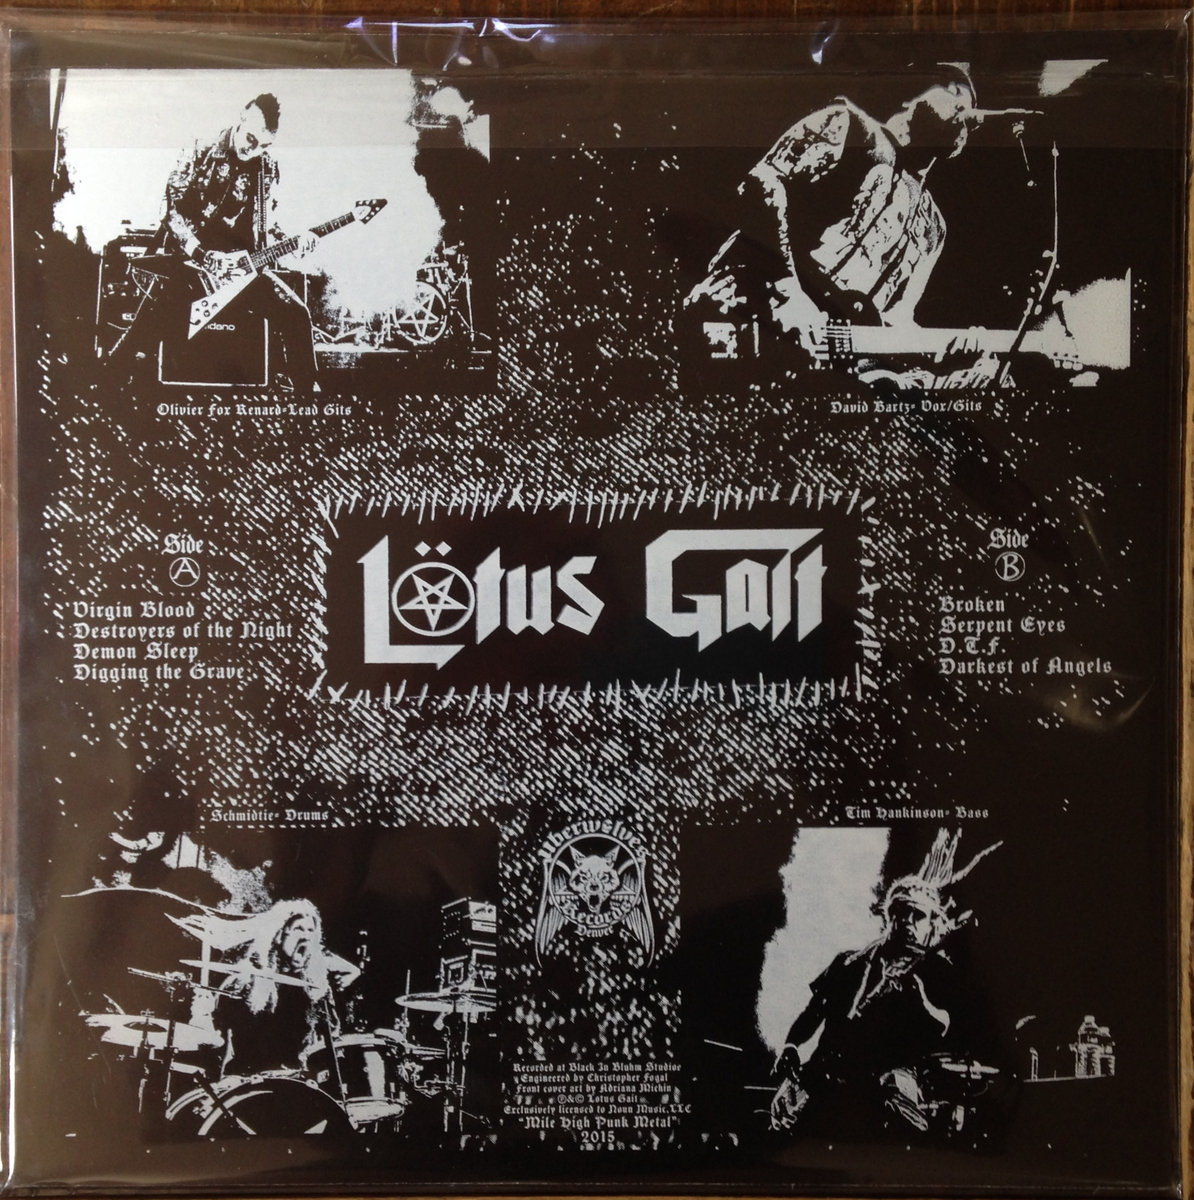 Olivier Fox Renard-Lead Gits
David Bartz- Vox/Gits
Lötus Gait
Side
A
Virgin Blood
Destroyers of the Night
Demon Sleep
Digging the Grave
Side
B
Broken
Serpent Eyes
D.T.F.
Darkest of Angels
Schmidtie- Drums
Tim Hankinson- Bass
Überwølves
Records
Denver
Recorded at Black In Bluhm Studios
Engineered by Christopher Fogal
Front cover art by Adriana Michin
℗&© Lotus Gait
Exclusively licensed to Noun Music, LLC
"Mile High Punk Metal"
2015